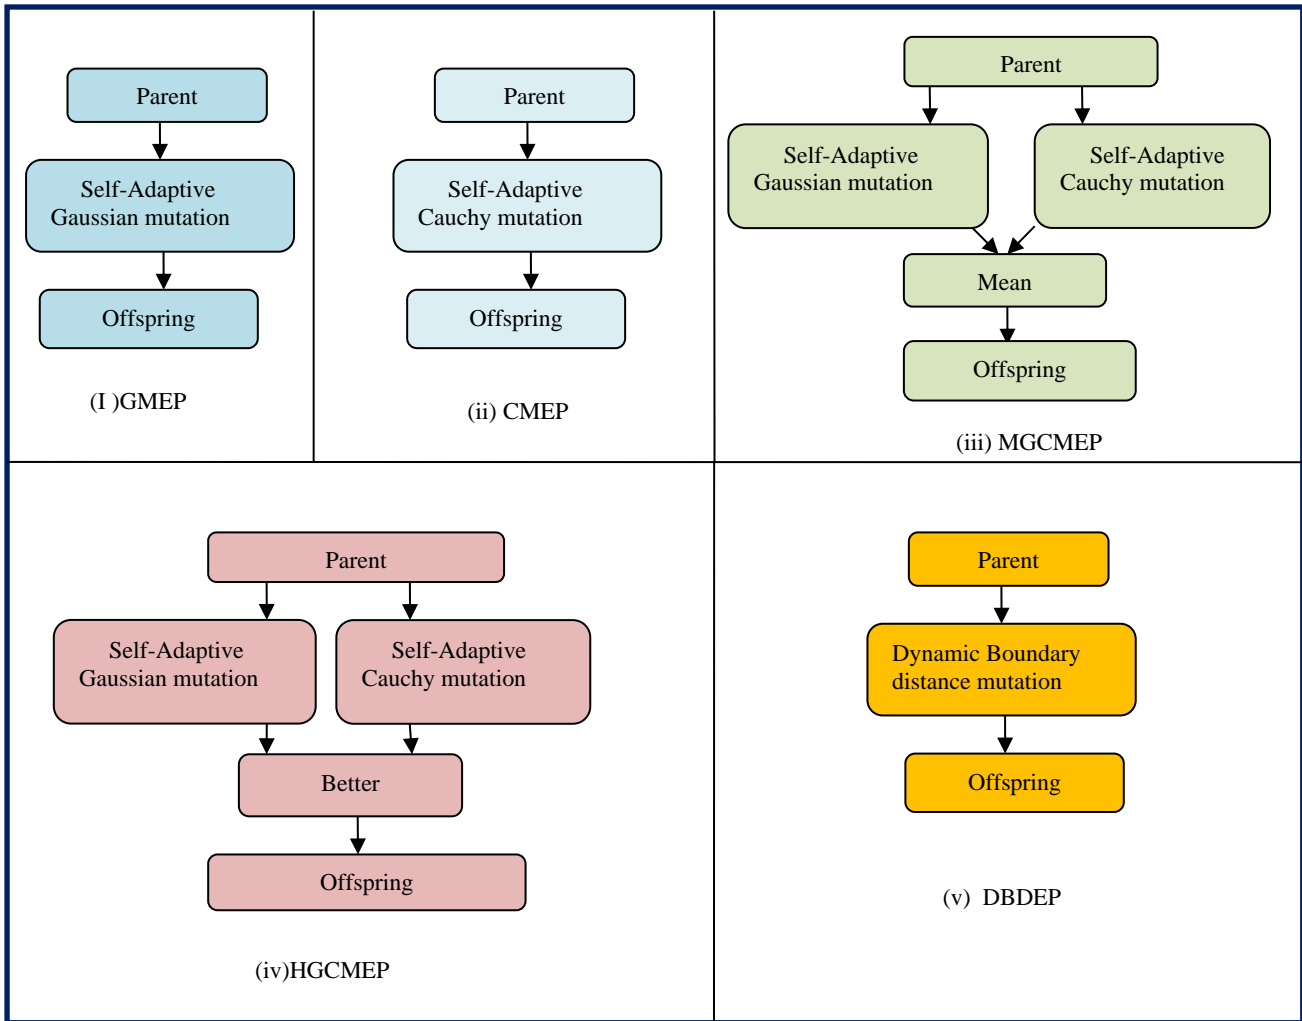 Parent
Self-Adaptive
Gaussian mutation
Offspring
(I )GMEP
Parent
Self-Adaptive
Cauchy mutation
Offspring
(ii) CMEP
Parent
Self-Adaptive
Gaussian mutation
Self-Adaptive
Cauchy mutation
Mean
Offspring
(iii) MGCMEP
Parent
Self-Adaptive
Gaussian mutation
Self-Adaptive
Cauchy mutation
Better
Offspring
(iv)HGCMEP
Parent
Dynamic Boundary
distance mutation
Offspring
(v) DBDEP